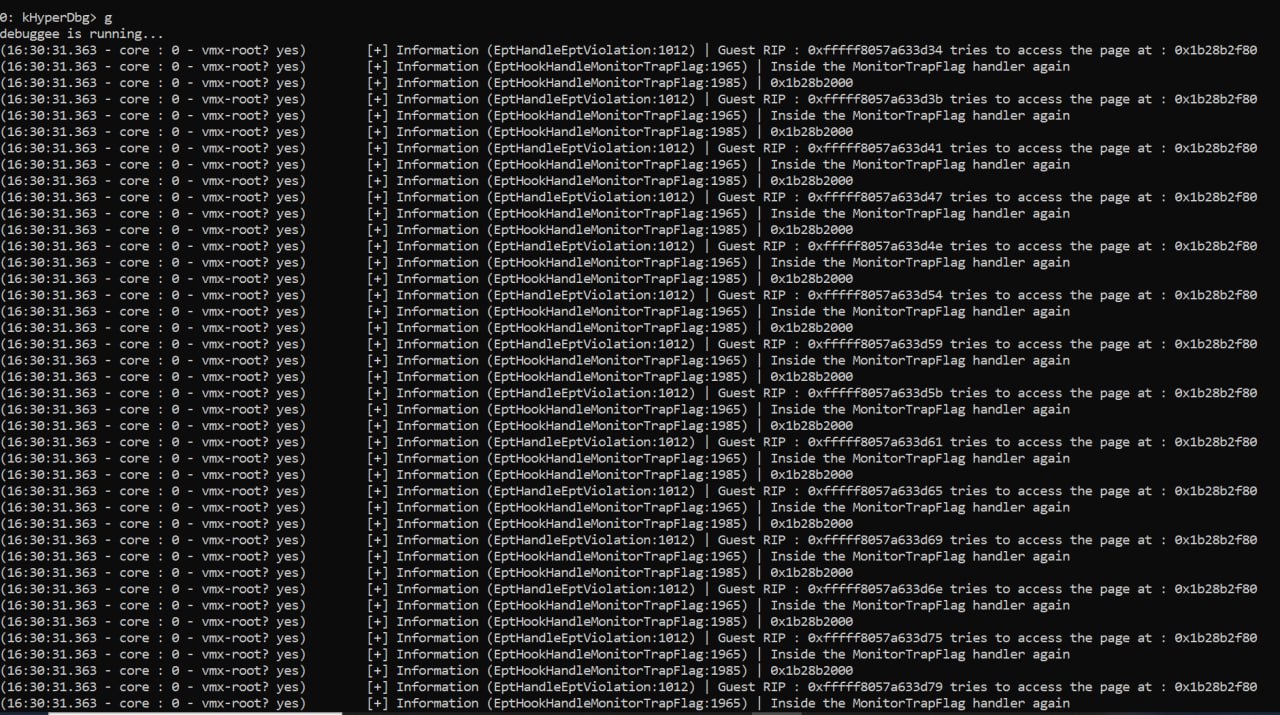 0: kHyperDbg> g
debuggee is running...
(16:30:31.363 - core : 0 - vmx-root? yes) [+] Information (EptHandleEptViolation:1012) | Guest RIP : 0xfffff8057a633d34 tries to access the page at : 0x1b28b2f80
(16:30:31.363 - core : 0 - vmx-root? yes) [+] Information (EptHookHandleMonitorTrapFlag:1965) | Inside the MonitorTrapFlag handler again
(16:30:31.363 - core : 0 - vmx-root? yes) [+] Information (EptHookHandleMonitorTrapFlag:1985) | 0x1b28b2000
(16:30:31.363 - core : 0 - vmx-root? yes) [+] Information (EptHandleEptViolation:1012) | Guest RIP : 0xfffff8057a633d3b tries to access the page at : 0x1b28b2f80
(16:30:31.363 - core : 0 - vmx-root? yes) [+] Information (EptHookHandleMonitorTrapFlag:1965) | Inside the MonitorTrapFlag handler again
(16:30:31.363 - core : 0 - vmx-root? yes) [+] Information (EptHookHandleMonitorTrapFlag:1985) | 0x1b28b2000
(16:30:31.363 - core : 0 - vmx-root? yes) [+] Information (EptHandleEptViolation:1012) | Guest RIP : 0xfffff8057a633d41 tries to access the page at : 0x1b28b2f80
(16:30:31.363 - core : 0 - vmx-root? yes) [+] Information (EptHookHandleMonitorTrapFlag:1965) | Inside the MonitorTrapFlag handler again
(16:30:31.363 - core : 0 - vmx-root? yes) [+] Information (EptHookHandleMonitorTrapFlag:1985) | 0x1b28b2000
(16:30:31.363 - core : 0 - vmx-root? yes) [+] Information (EptHandleEptViolation:1012) | Guest RIP : 0xfffff8057a633d47 tries to access the page at : 0x1b28b2f80
(16:30:31.363 - core : 0 - vmx-root? yes) [+] Information (EptHookHandleMonitorTrapFlag:1965) | Inside the MonitorTrapFlag handler again
(16:30:31.363 - core : 0 - vmx-root? yes) [+] Information (EptHookHandleMonitorTrapFlag:1985) | 0x1b28b2000
(16:30:31.363 - core : 0 - vmx-root? yes) [+] Information (EptHandleEptViolation:1012) | Guest RIP : 0xfffff8057a633d4e tries to access the page at : 0x1b28b2f80
(16:30:31.363 - core : 0 - vmx-root? yes) [+] Information (EptHookHandleMonitorTrapFlag:1965) | Inside the MonitorTrapFlag handler again
(16:30:31.363 - core : 0 - vmx-root? yes) [+] Information (EptHookHandleMonitorTrapFlag:1985) | 0x1b28b2000
(16:30:31.363 - core : 0 - vmx-root? yes) [+] Information (EptHandleEptViolation:1012) | Guest RIP : 0xfffff8057a633d54 tries to access the page at : 0x1b28b2f80
(16:30:31.363 - core : 0 - vmx-root? yes) [+] Information (EptHookHandleMonitorTrapFlag:1965) | Inside the MonitorTrapFlag handler again
(16:30:31.363 - core : 0 - vmx-root? yes) [+] Information (EptHookHandleMonitorTrapFlag:1985) | 0x1b28b2000
(16:30:31.363 - core : 0 - vmx-root? yes) [+] Information (EptHandleEptViolation:1012) | Guest RIP : 0xfffff8057a633d59 tries to access the page at : 0x1b28b2f80
(16:30:31.363 - core : 0 - vmx-root? yes) [+] Information (EptHookHandleMonitorTrapFlag:1965) | Inside the MonitorTrapFlag handler again
(16:30:31.363 - core : 0 - vmx-root? yes) [+] Information (EptHookHandleMonitorTrapFlag:1985) | 0x1b28b2000
(16:30:31.363 - core : 0 - vmx-root? yes) [+] Information (EptHandleEptViolation:1012) | Guest RIP : 0xfffff8057a633d5b tries to access the page at : 0x1b28b2f80
(16:30:31.363 - core : 0 - vmx-root? yes) [+] Information (EptHookHandleMonitorTrapFlag:1965) | Inside the MonitorTrapFlag handler again
(16:30:31.363 - core : 0 - vmx-root? yes) [+] Information (EptHookHandleMonitorTrapFlag:1985) | 0x1b28b2000
(16:30:31.363 - core : 0 - vmx-root? yes) [+] Information (EptHandleEptViolation:1012) | Guest RIP : 0xfffff8057a633d61 tries to access the page at : 0x1b28b2f80
(16:30:31.363 - core : 0 - vmx-root? yes) [+] Information (EptHookHandleMonitorTrapFlag:1965) | Inside the MonitorTrapFlag handler again
(16:30:31.363 - core : 0 - vmx-root? yes) [+] Information (EptHookHandleMonitorTrapFlag:1985) | 0x1b28b2000
(16:30:31.363 - core : 0 - vmx-root? yes) [+] Information (EptHandleEptViolation:1012) | Guest RIP : 0xfffff8057a633d65 tries to access the page at : 0x1b28b2f80
(16:30:31.363 - core : 0 - vmx-root? yes) [+] Information (EptHookHandleMonitorTrapFlag:1965) | Inside the MonitorTrapFlag handler again
(16:30:31.363 - core : 0 - vmx-root? yes) [+] Information (EptHookHandleMonitorTrapFlag:1985) | 0x1b28b2000
(16:30:31.363 - core : 0 - vmx-root? yes) [+] Information (EptHandleEptViolation:1012) | Guest RIP : 0xfffff8057a633d69 tries to access the page at : 0x1b28b2f80
(16:30:31.363 - core : 0 - vmx-root? yes) [+] Information (EptHookHandleMonitorTrapFlag:1965) | Inside the MonitorTrapFlag handler again
(16:30:31.363 - core : 0 - vmx-root? yes) [+] Information (EptHookHandleMonitorTrapFlag:1985) | 0x1b28b2000
(16:30:31.363 - core : 0 - vmx-root? yes) [+] Information (EptHandleEptViolation:1012) | Guest RIP : 0xfffff8057a633d6e tries to access the page at : 0x1b28b2f80
(16:30:31.363 - core : 0 - vmx-root? yes) [+] Information (EptHookHandleMonitorTrapFlag:1965) | Inside the MonitorTrapFlag handler again
(16:30:31.363 - core : 0 - vmx-root? yes) [+] Information (EptHookHandleMonitorTrapFlag:1985) | 0x1b28b2000
(16:30:31.363 - core : 0 - vmx-root? yes) [+] Information (EptHandleEptViolation:1012) | Guest RIP : 0xfffff8057a633d75 tries to access the page at : 0x1b28b2f80
(16:30:31.363 - core : 0 - vmx-root? yes) [+] Information (EptHookHandleMonitorTrapFlag:1965) | Inside the MonitorTrapFlag handler again
(16:30:31.363 - core : 0 - vmx-root? yes) [+] Information (EptHookHandleMonitorTrapFlag:1985) | 0x1b28b2000
(16:30:31.363 - core : 0 - vmx-root? yes) [+] Information (EptHandleEptViolation:1012) | Guest RIP : 0xfffff8057a633d79 tries to access the page at : 0x1b28b2f80
(16:30:31.363 - core : 0 - vmx-root? yes) [+] Information (EptHookHandleMonitorTrapFlag:1965) | Inside the MonitorTrapFlag handler again